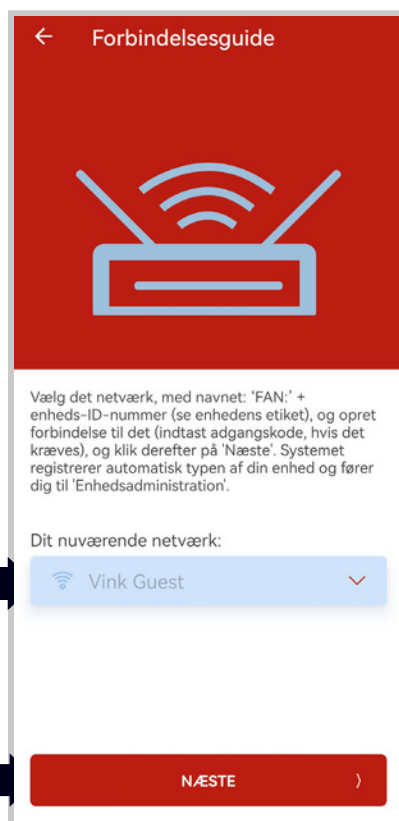 Forbindelsesguide
Vælg det netværk, med navnet: ‘FAN:’ +
enheds-ID-nummer (se enhedens etiket), og opret
forbindelse til det (indtast adgangskode, hvis det
kræves), og klik derefter på 'Næste'. Systemet
registrerer automatisk typen af din enhed og fører
dig til 'Enhedsadministration'.
Dit nuværende netværk:
Vink Guest
NÆSTE